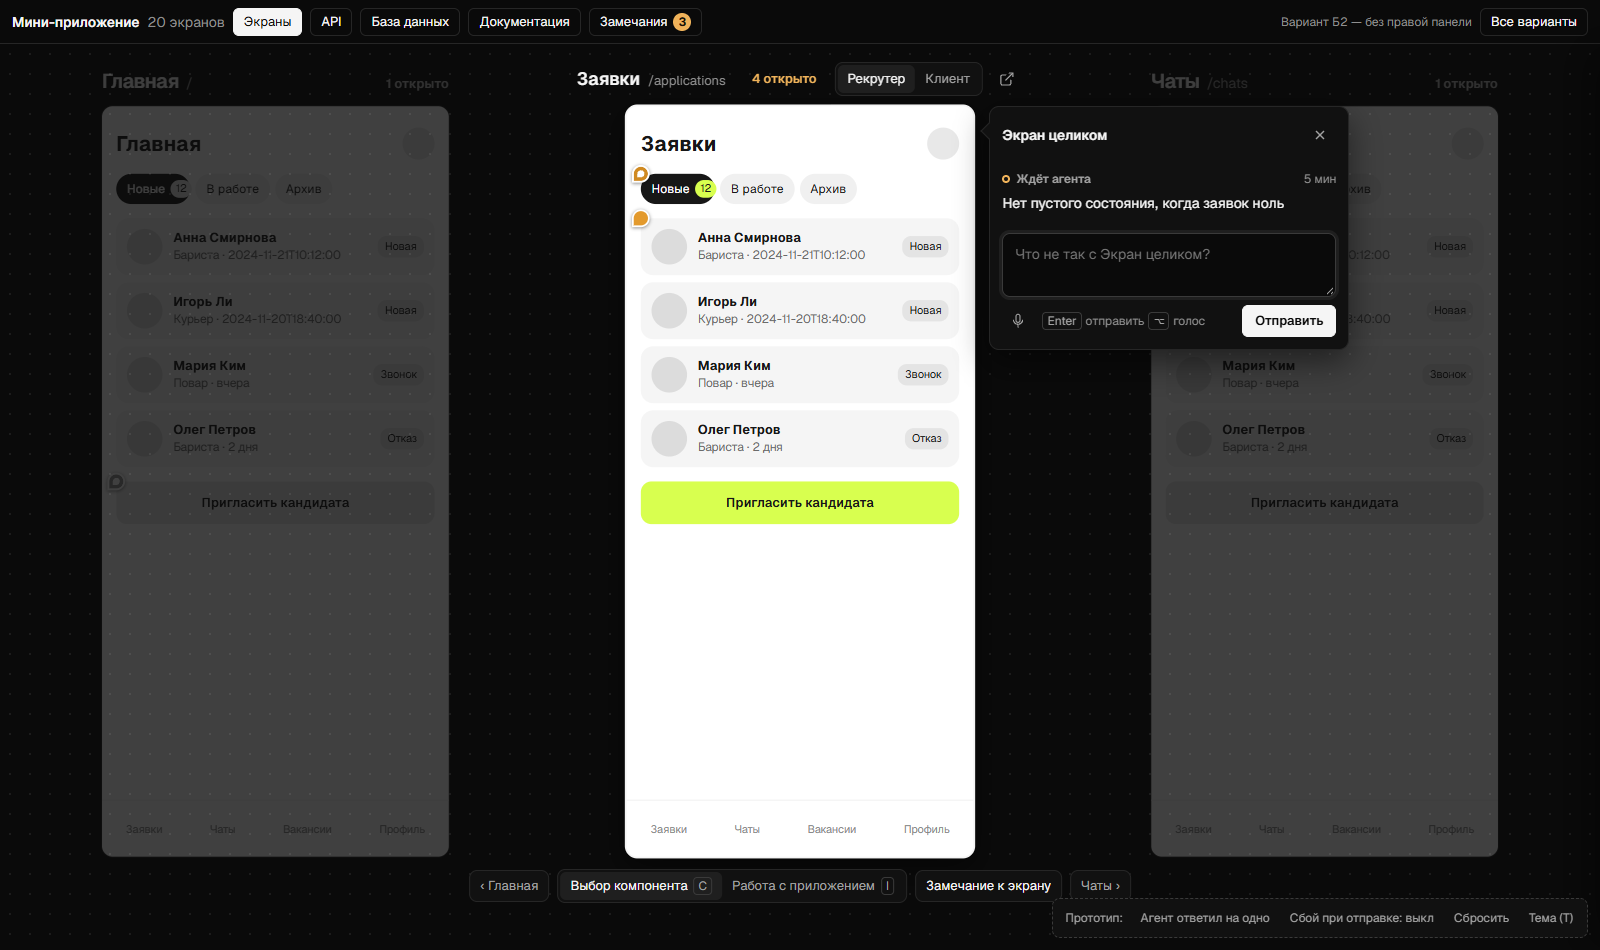 Мини-приложение 20 экранов Экраны API База данных Документация Замечания 3 Вариант Б2 — без правой панели Все варианты
Главная / 1 открыто
Главная
Новые 12 В работе Архив
Анна Смирнова
Бариста · 2024-11-21T10:12:00 Новая
Игорь Ли
Курьер · 2024-11-20T18:40:00 Новая
Мария Ким
Повар · вчера Звонок
Олег Петров
Бариста · 2 дня Отказ
Пригласить кандидата
Заявки Чаты Вакансии Профиль
Заявки /applications 4 открыто Рекрутер Клиент
Заявки
Новые 12 В работе Архив
Анна Смирнова
Бариста · 2024-11-21T10:12:00 Новая
Игорь Ли
Курьер · 2024-11-20T18:40:00 Новая
Мария Ким
Повар · вчера Звонок
Олег Петров
Бариста · 2 дня Отказ
Пригласить кандидата
Заявки Чаты Вакансии Профиль
Экран целиком
Ждёт агента 5 мин
Нет пустого состояния, когда заявок ноль
Что не так с Экран целиком?
Enter отправить ⌥ голос Отправить
Чаты /chats 1 открыто
хив
0:12:00 Новая
:40:00 Новая
Мария Ким
Повар · вчера Звонок
Олег Петров
Бариста · 2 дня Отказ
Пригласить кандидата
Заявки Чаты Вакансии Профиль
‹ Главная Выбор компонента C Работа с приложением I Замечание к экрану Чаты ›
Прототип: Агент ответил на одно Сбой при отправке: выкл Сбросить Тема (T)